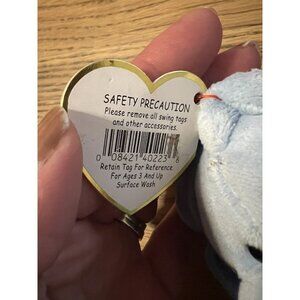 SAFETY PRECAUTION
Please remove all swing tags
and other accessories.
0 08421 40223 6
Retain Tag For Reference
For Ages 3 And Up
Surface Wash